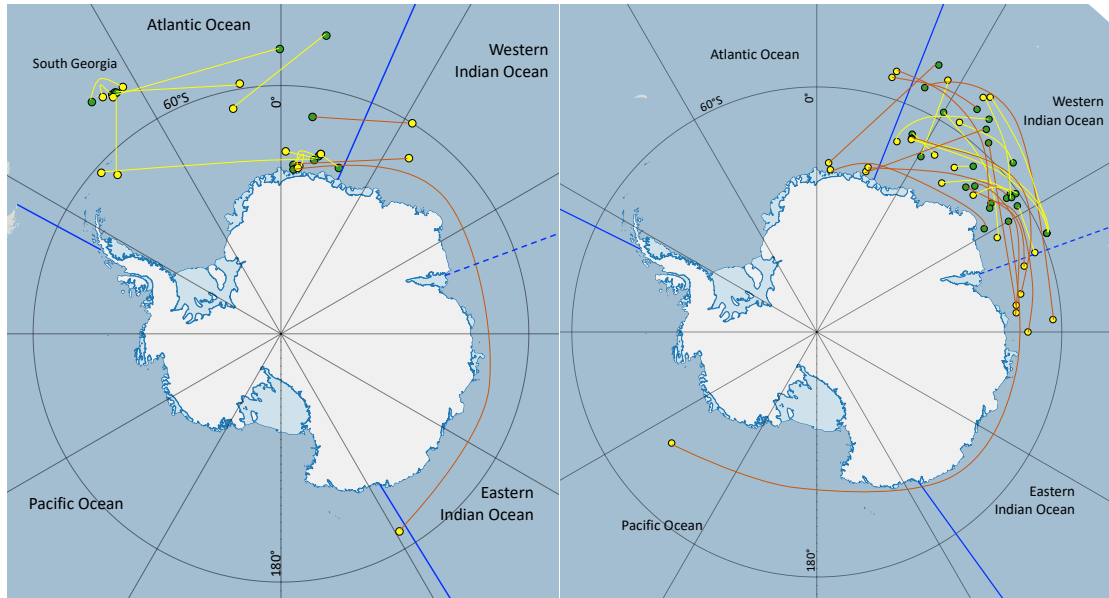 Atlantic Ocean
South Georgia
Western
Indian Ocean
60°S
0°
Pacific Ocean
Eastern
Indian Ocean
180°
Atlantic Ocean
Western
Indian Ocean
60°S
0°
Pacific Ocean
Eastern
Indian Ocean
180°